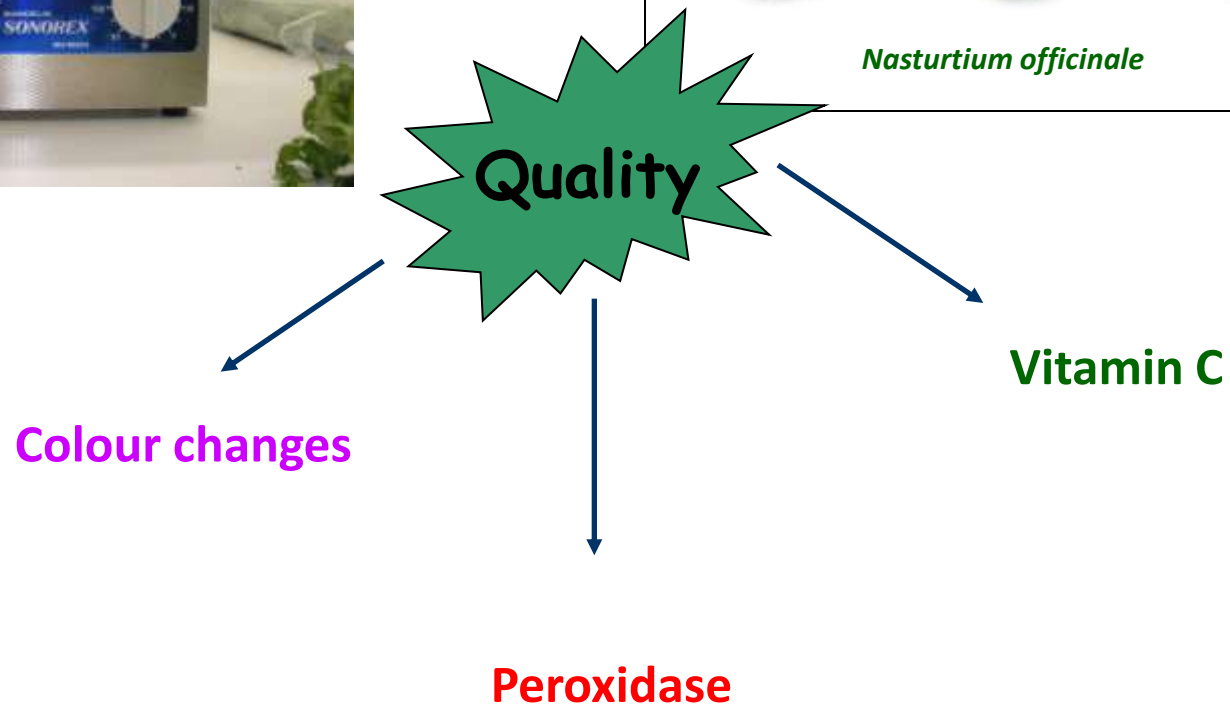 SONOREX
Nasturtium officinale
Quality
Vitamin C
Colour changes
Peroxidase